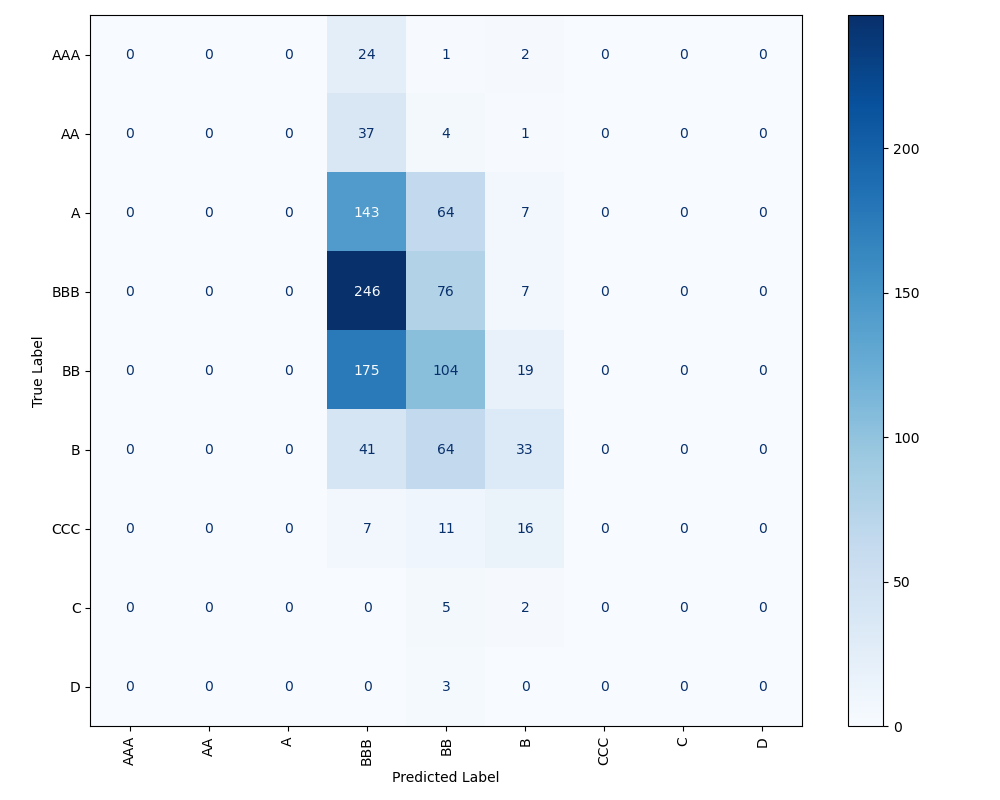 AAA 0 0 0 24 1 2 0 0 0
AA 0 0 0 37 4 1 0 0 0
A 0 0 0 143 64 7 0 0 0
BBB 0 0 0 246 76 7 0 0 0
BB 0 0 0 175 104 19 0 0 0
B 0 0 0 41 64 33 0 0 0
CCC 0 0 0 7 11 16 0 0 0
C 0 0 0 0 5 2 0 0 0
D 0 0 0 0 3 0 0 0 0
True Label
AAA AA A BBB BB B CCC C D
Predicted Label
200
150
100
50
0